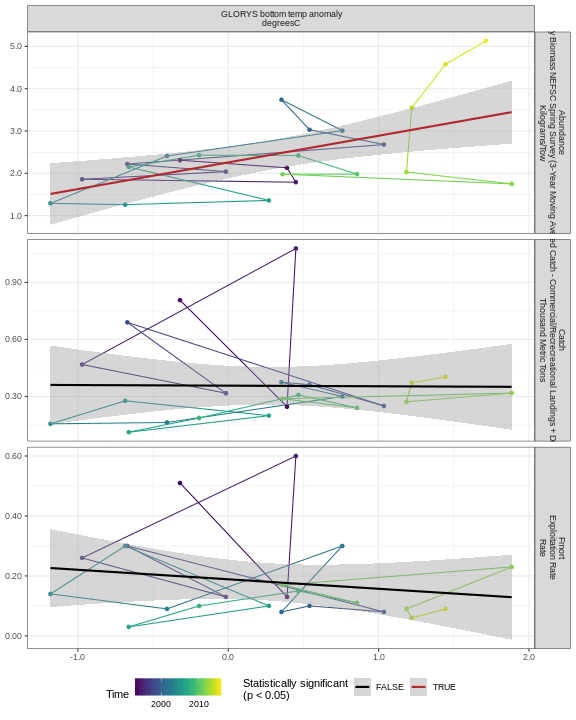 GLORYS bottom temp anomaly
degreesC
5.0
4.0
3.0
2.0
1.0
Abundance
y Biomass NEFSC Spring Survey (3-Year Moving Ave
Kilograms/Tow
0.90
0.60
0.30
Catch
ed Catch - Commercial/Recreational Landings + D
Thousand Metric Tons
0.60
0.40
0.20
0.00
Fmort
Exploitation Rate
Rate
-1.0
0.0
1.0
2.0
Time
2000
2010
Statistically significant
(p < 0.05)
FALSE
TRUE